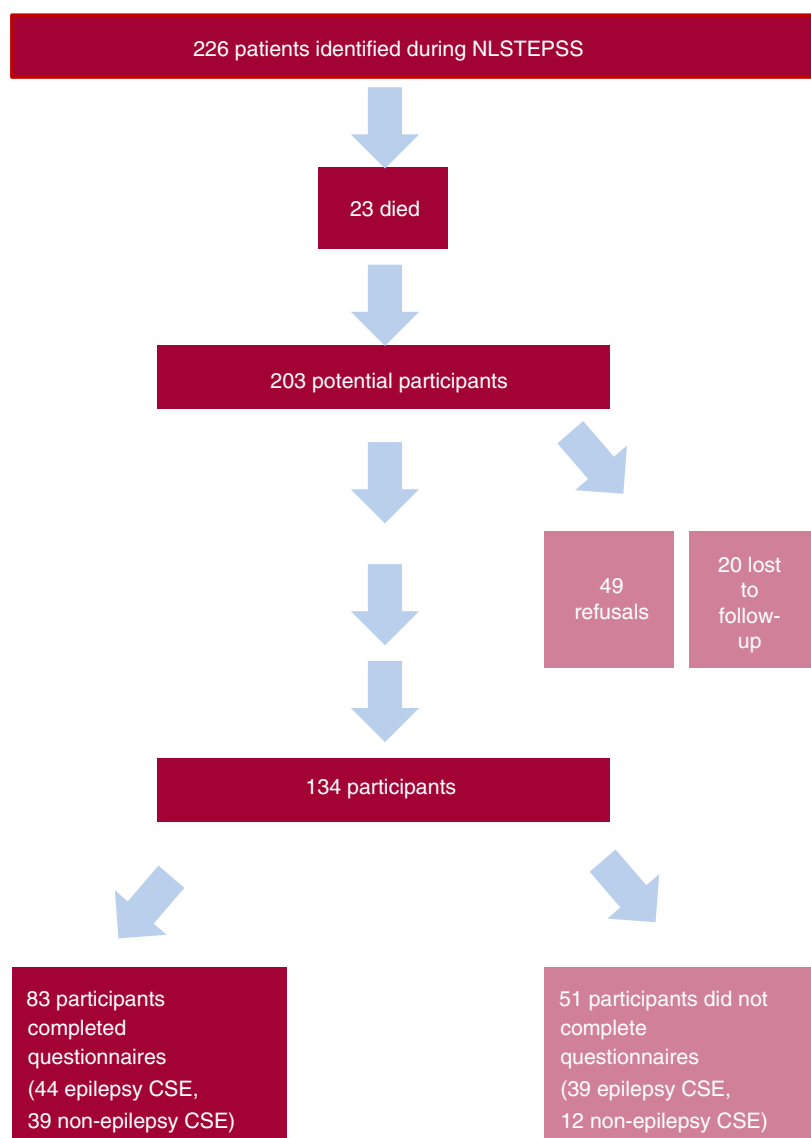 226 patients identified during NLSTEPSS
23 died
203 potential participants
49
refusals
20 lost
to
follow-
up
134 participants
83 participants
completed
questionnaires
(44 epilepsy CSE,
39 non-epilepsy CSE)
51 participants did not
complete
questionnaires
(39 epilepsy CSE,
12 non-epilepsy CSE)